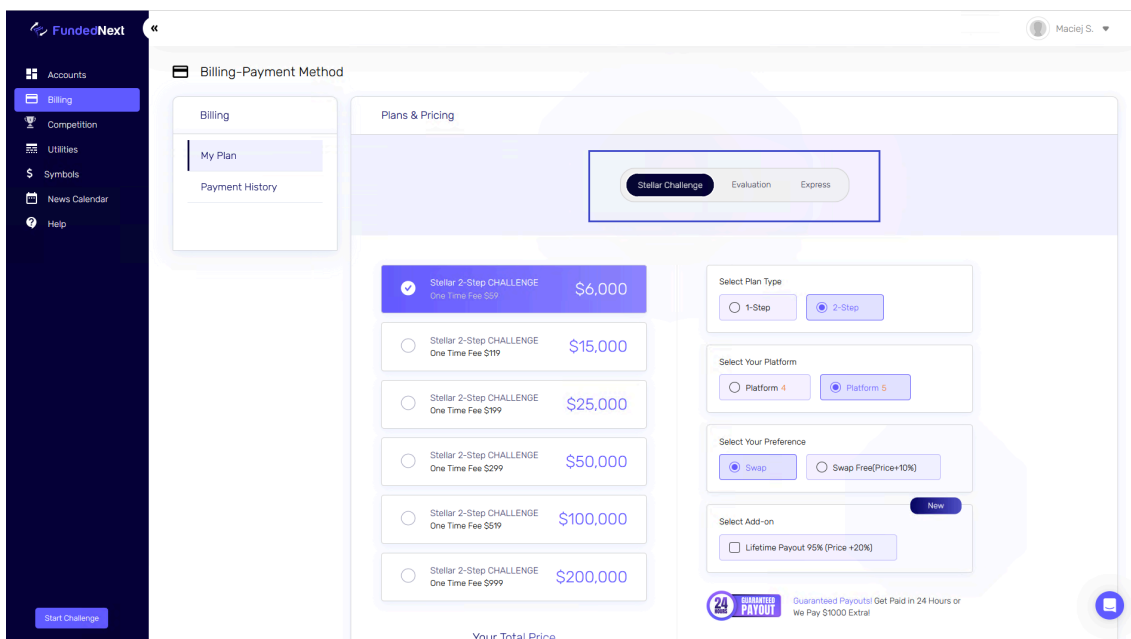 FundedNext
«
Maciej S.
Accounts
Billing
Competition
Utilities
$ Symbols
News Calendar
Help
Start Challenge
Billing-Payment Method
Billing
My Plan
Payment History
Plans & Pricing
Stellar Challenge Evaluation Express
Stellar 2-Step CHALLENGE
One Time Fee $59
$6,000
Stellar 2-Step CHALLENGE
One Time Fee $119
$15,000
Stellar 2-Step CHALLENGE
One Time Fee $199
$25,000
Stellar 2-Step CHALLENGE
One Time Fee $299
$50,000
Stellar 2-Step CHALLENGE
One Time Fee $519
$100,000
Stellar 2-Step CHALLENGE
One Time Fee $999
$200,000
Your Total Price
Select Plan Type
1-Step 2-Step
Select Your Platform
Platform 4 Platform 5
Select Your Preference
Swap Swap Free(Price+10%)
New
Select Add-on
Lifetime Payout 95% (Price +20%)
24 HOURS GUARANTEED PAYOUT
Guaranteed Payouts! Get Paid in 24 Hours or
We Pay $1000 Extra!